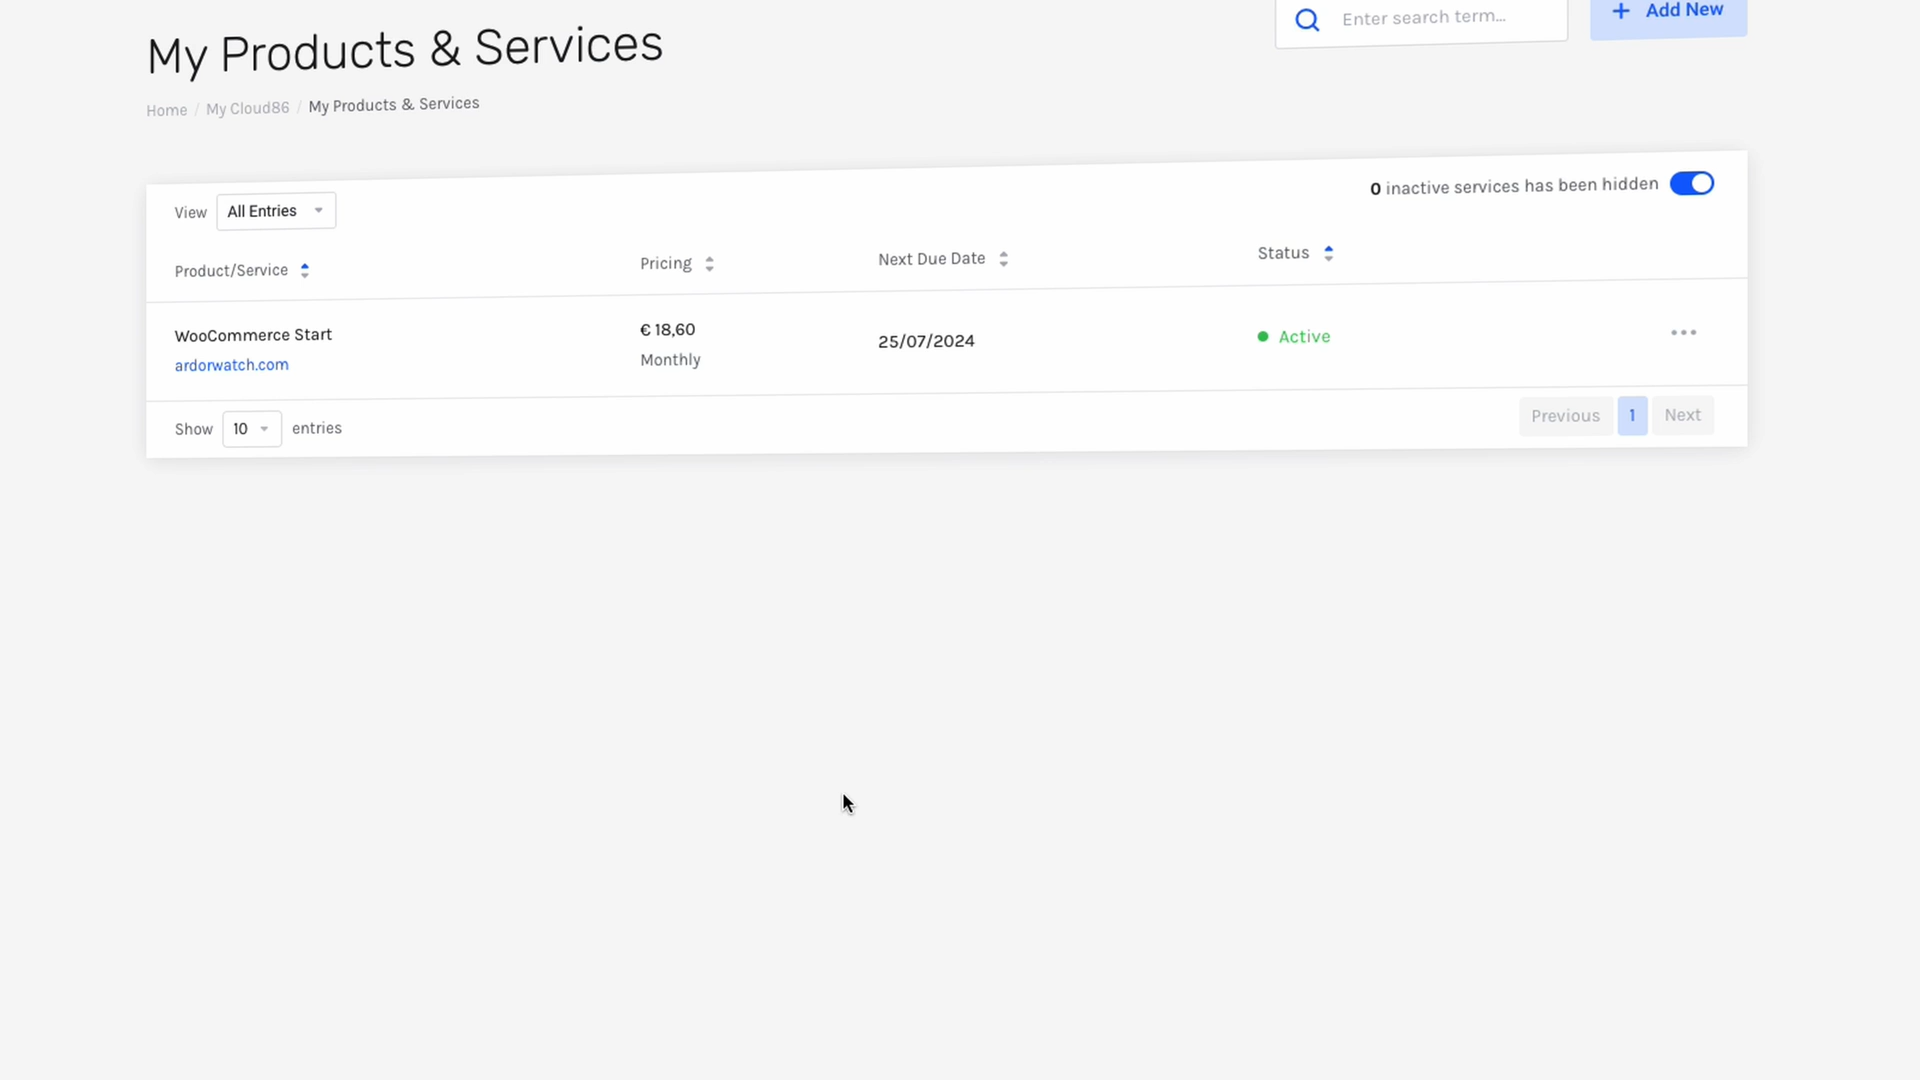 My Products & Services
Enter search term...
+ Add New
Home / My Cloud86 / My Products & Services
View All Entries
0 inactive services has been hidden
Product/Service Pricing Next Due Date Status
WooCommerce Start
ardorwatch.com
€ 18,60
Monthly
25/07/2024
Active
Show 10 entries
Previous 1 Next